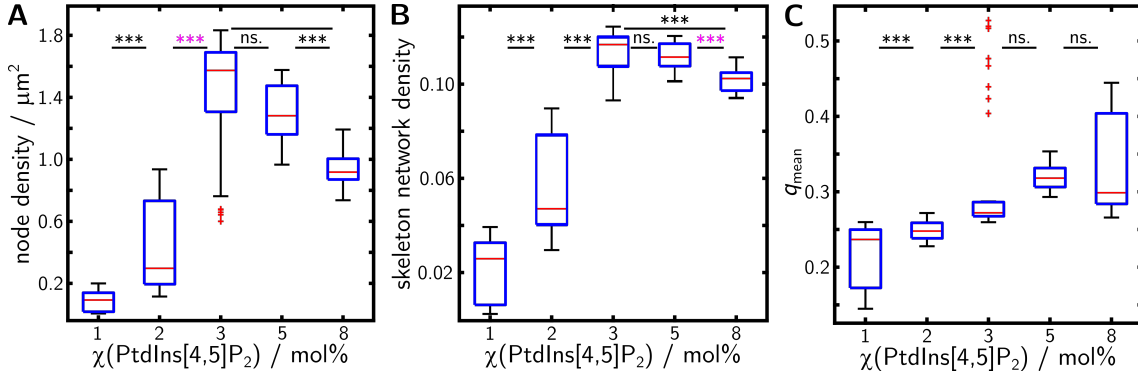 A
node density / μm²
1.8
1.4
1.0
0.6
0.2
*** *** ns. ***
1 2 3 5 8
χ(PtdIns[4,5]P₂) / mol%
B
skeleton network density
0.10
0.06
0.02
***
*** *** ns. ***
1 2 3 5 8
χ(PtdIns[4,5]P₂) / mol%
C
qmean
0.5
0.4
0.3
0.2
*** *** ns. ns.
1 2 3 5 8
χ(PtdIns[4,5]P₂) / mol%